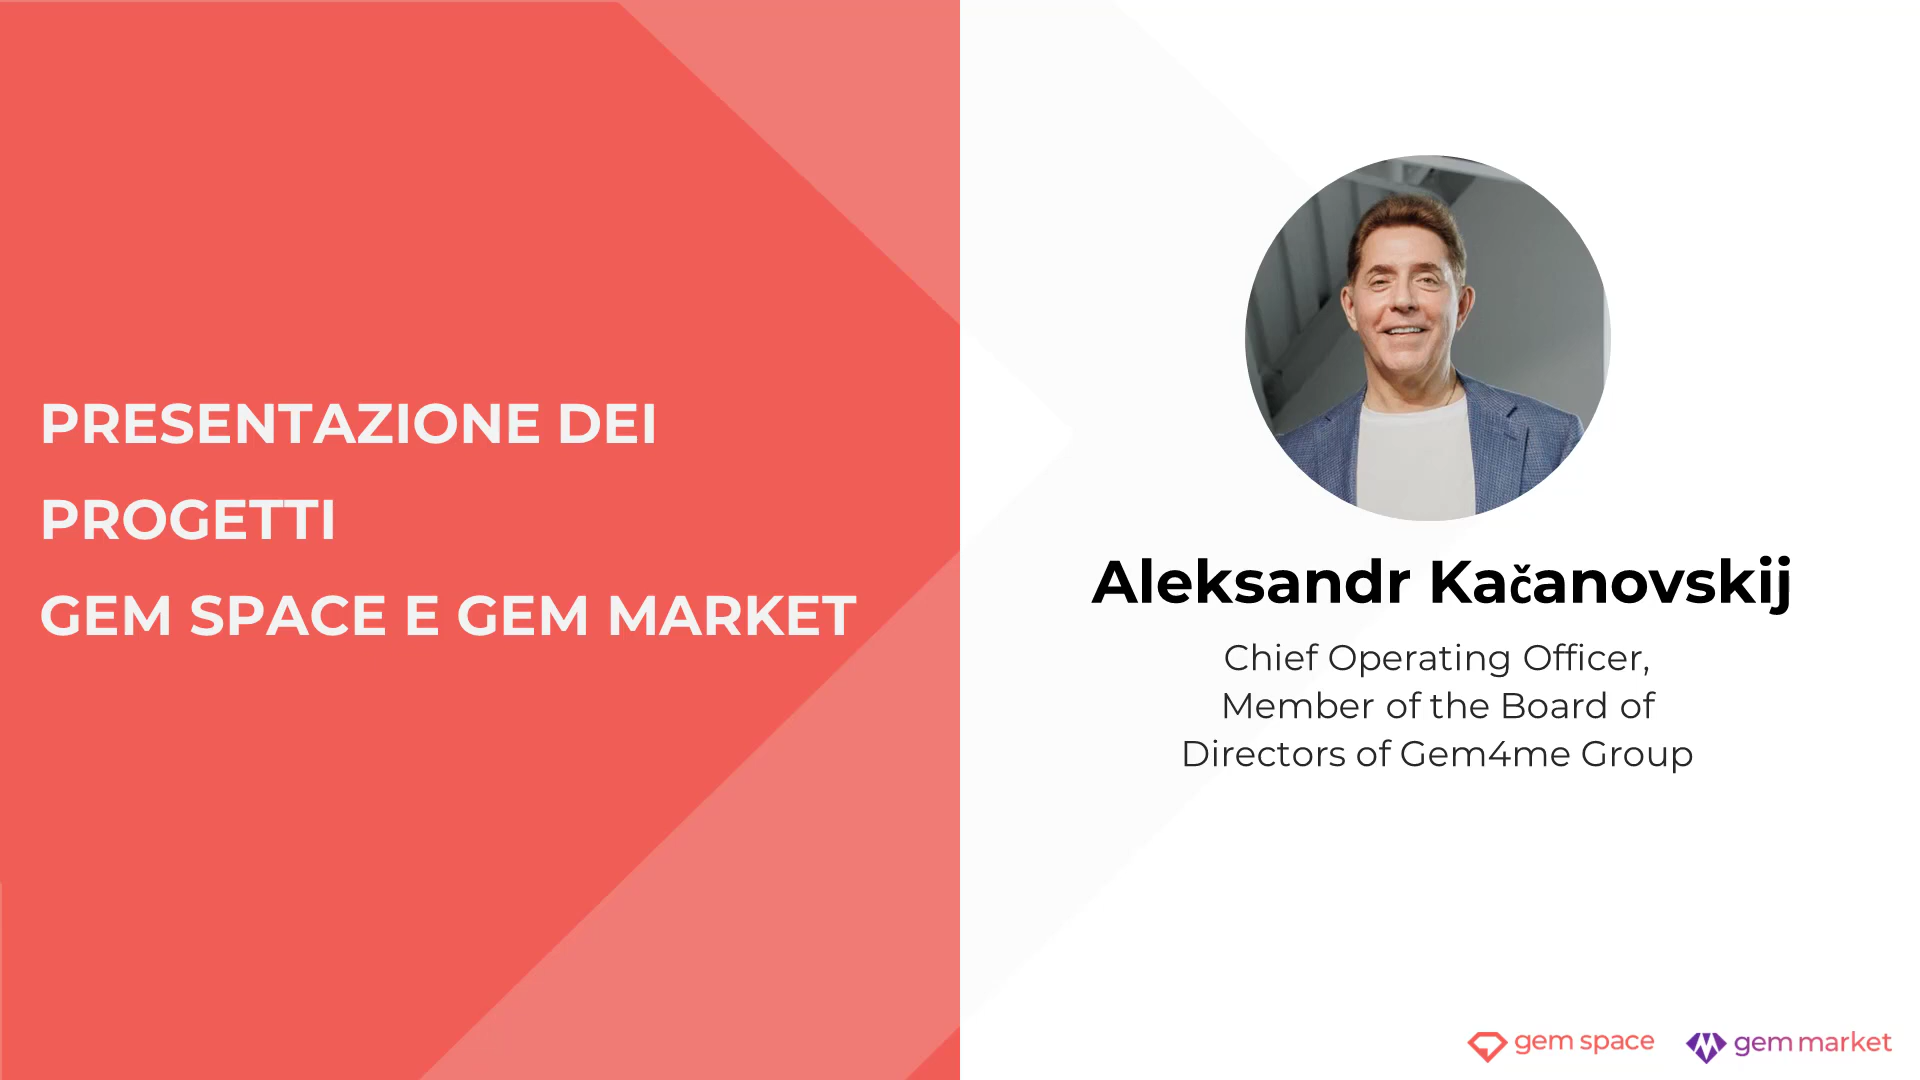 PRESENTAZIONE DEI
PROGETTI
GEM SPACE E GEM MARKET
Aleksandr Kačanovskij
Chief Operating Officer,
Member of the Board of
Directors of Gem4me Group
gem space
gem market